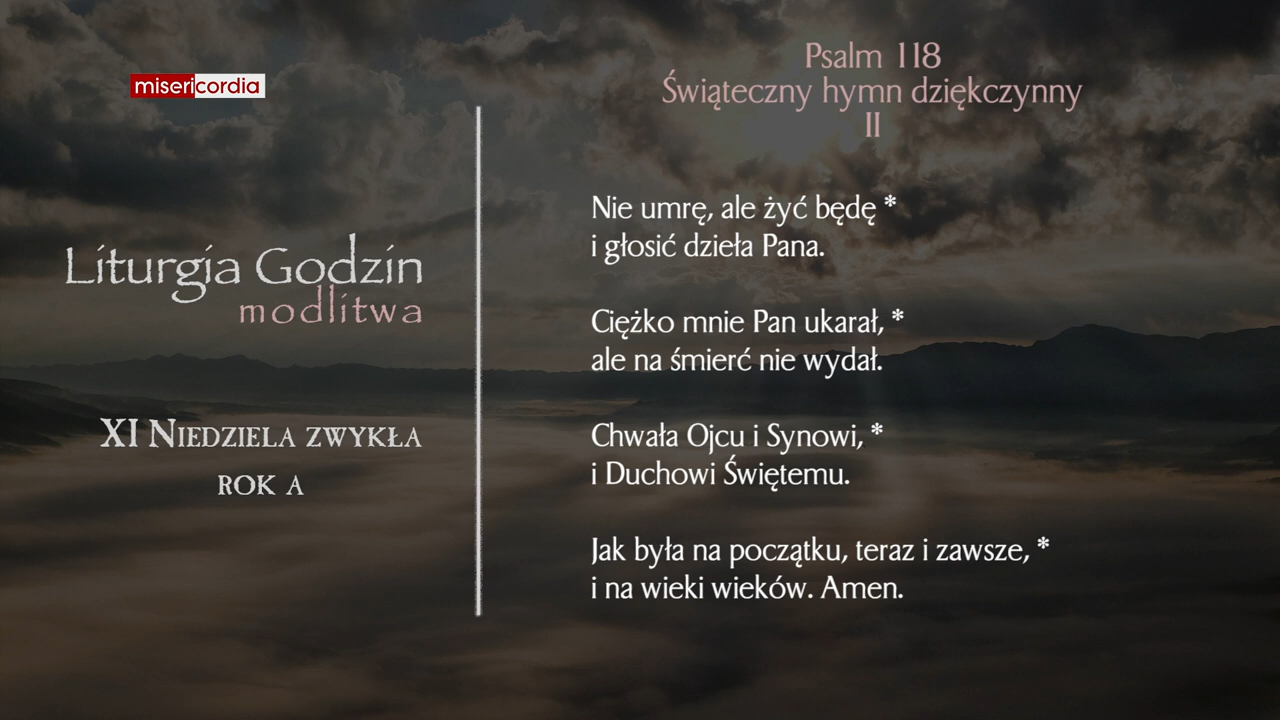 misericordia
Liturgia Godzin
modlitwa
XI Niedziela zwykła
rok A
Psalm 118
Świąteczny hymn dziękczynny
II
Nie umrę, ale żyć będę *
i głosić dzieła Pana.
Ciężko mnie Pan ukarał, *
ale na śmierć nie wydał.
Chwała Ojcu i Synowi, *
i Duchowi Świętemu.
Jak była na początku, teraz i zawsze, *
i na wieki wieków. Amen.